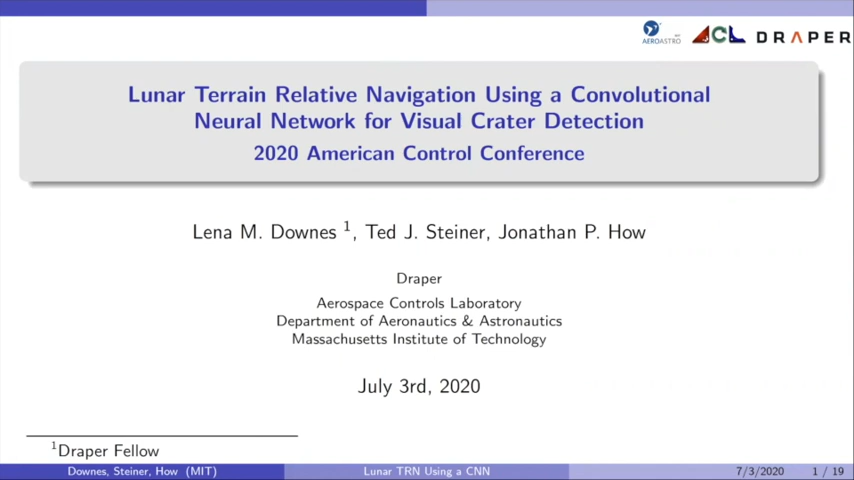 MIT
AEROASTRO
ACL
DRAPER
Lunar Terrain Relative Navigation Using a Convolutional
Neural Network for Visual Crater Detection
2020 American Control Conference
Lena M. Downes 1, Ted J. Steiner, Jonathan P. How
Draper
Aerospace Controls Laboratory
Department of Aeronautics & Astronautics
Massachusetts Institute of Technology
July 3rd, 2020
1Draper Fellow
Downes, Steiner, How (MIT) Lunar TRN Using a CNN 7/3/2020 1 / 19